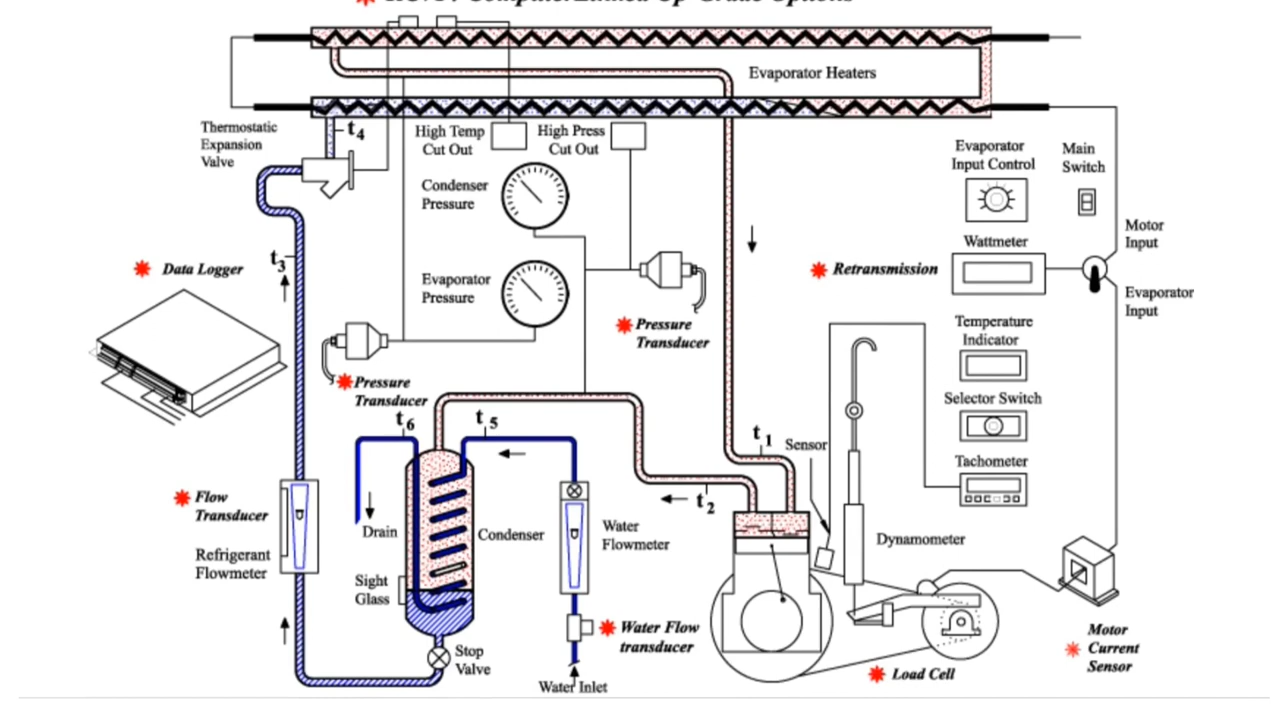 Evaporator Heaters
Thermostatic
Expansion
Valve
t4
High Temp
Cut Out
High Press
Cut Out
Evaporator
Input Control
Main
Switch
Condenser
Pressure
Motor
Input
Wattmeter
t3
Data Logger
Retransmission
Evaporator
Pressure
Evaporator
Input
Pressure
Transducer
Temperature
Indicator
Pressure
Transducer
Selector Switch
t6
t5
t1
Sensor
Tachometer
Flow
Transducer
t2
Drain
Condenser
Water
Flowmeter
Dynamometer
Refrigerant
Flowmeter
Sight
Glass
Water Flow
transducer
Motor
Current
Sensor
Stop
Valve
Load Cell
Water Inlet